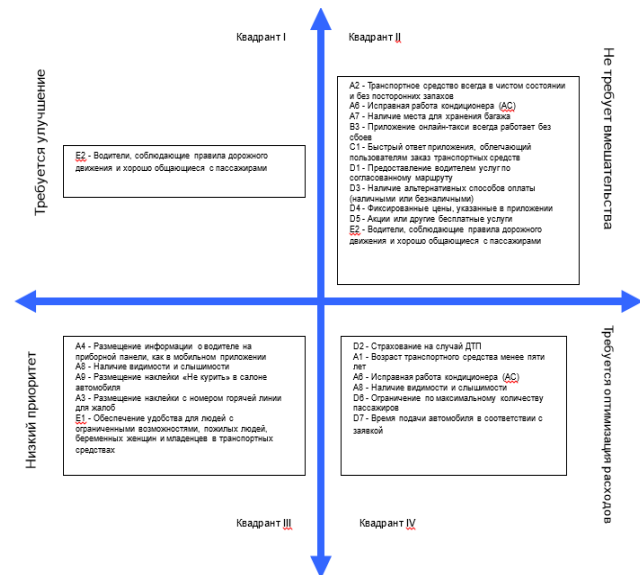 Квадрант I
Квадрант II
Требуется улучшение
Не требует вмешательства
E2 - Водители, соблюдающие правила дорожного
движения и хорошо общающиеся с пассажирами
A2 - Транспортное средство всегда в чистом состоянии
и без посторонних запахов
A6 - Исправная работа кондиционера (AC)
A7 - Наличие места для хранения багажа
B3 - Приложение онлайн-такси всегда работает без
сбоев
C1 - Быстрый ответ приложения, облегчающий
пользователям заказ транспортных средств
D1 - Предоставление водителем услуг по
согласованному маршруту
D3 - Наличие альтернативных способов оплаты
(наличными или безналичными)
D4 - Фиксированные цены, указанные в приложении
D5 - Акции или другие бесплатные услуги
E2 - Водители, соблюдающие правила дорожного
движения и хорошо общающиеся с пассажирами
Низкий приоритет
Требуется оптимизация расходов
A4 - Размещение информации о водителе на
приборной панели, как в мобильном приложении
A8 - Наличие видимости и слышимости
A9 - Размещение наклейки «Не курить» в салоне
автомобиля
A3 - Размещение наклейки с номером горячей линии
для жалоб
E1 - Обеспечение удобства для людей с
ограниченными возможностями, пожилых людей,
беременных женщин и младенцев в транспортных
средствах
D2 - Страхование на случай ДТП
A1 - Возраст транспортного средства менее пяти
лет
A6 - Исправная работа кондиционера (AC)
A8 - Наличие видимости и слышимости
D6 - Ограничение по максимальному количеству
пассажиров
D7 - Время подачи автомобиля в соответствии с
заявкой
Квадрант III
Квадрант IV